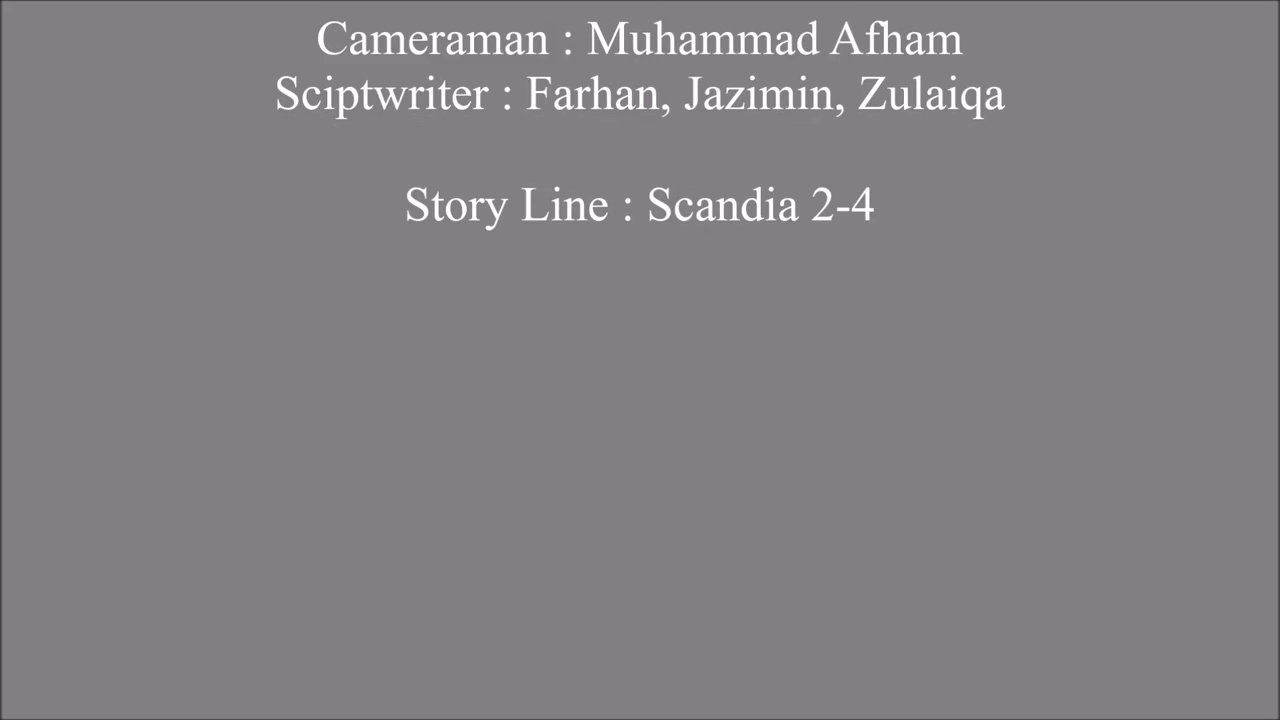 Cameraman : Muhammad Afham
Sciptwriter : Farhan, Jazimin, Zulaiqa
Story Line : Scandia 2-4